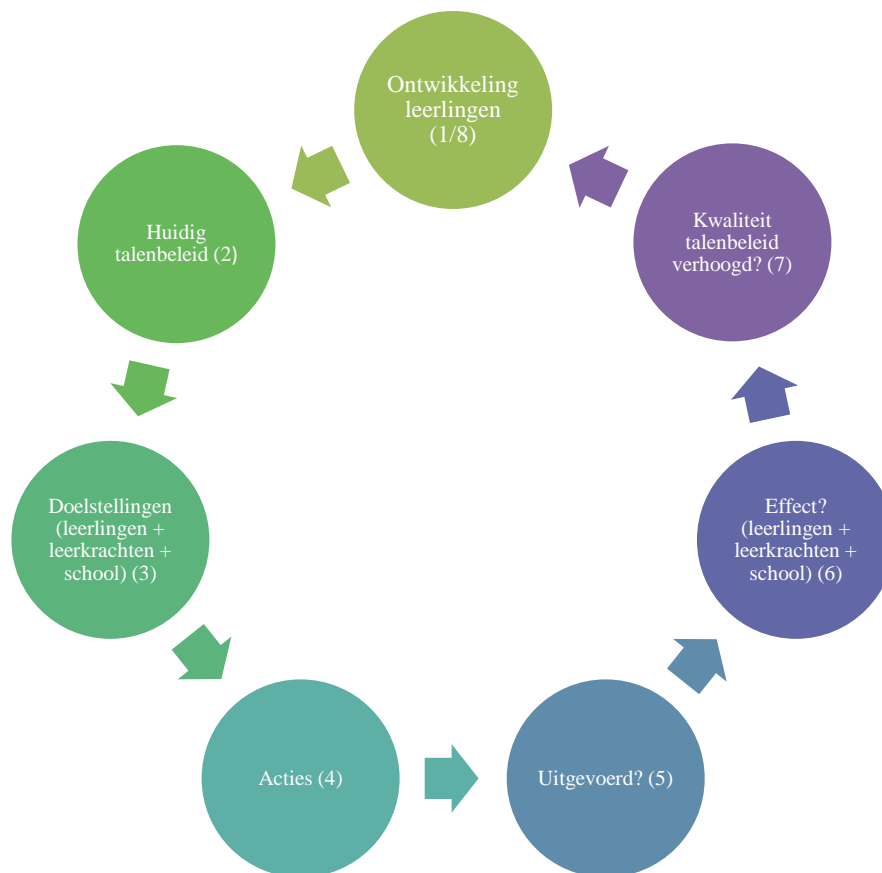 Ontwikkeling
leerlingen
(1/8)
Huidig
talenbeleid (2)
Doelstellingen
(leerlingen +
leerkrachten +
school) (3)
Acties (4)
Uitgevoerd? (5)
Effect?
(leerlingen +
leerkrachten +
school) (6)
Kwaliteit
talenbeleid
verhoogd? (7)